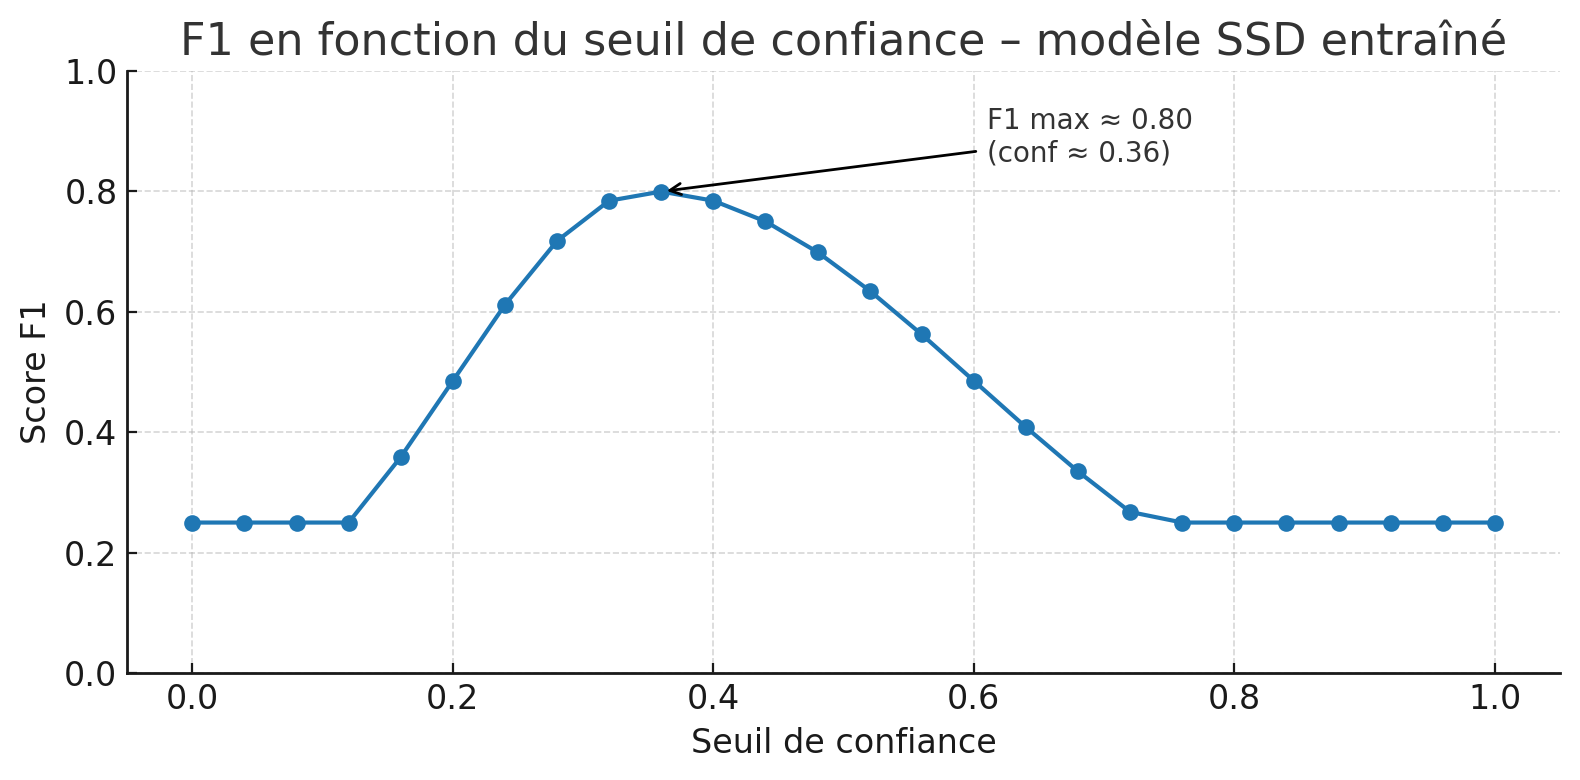 F1 en fonction du seuil de confiance – modèle SSD entraîné
F1 max ≈ 0.80
(conf ≈ 0.36)
Score F1
1.0
0.8
0.6
0.4
0.2
0.0
0.0 0.2 0.4 0.6 0.8 1.0
Seuil de confiance